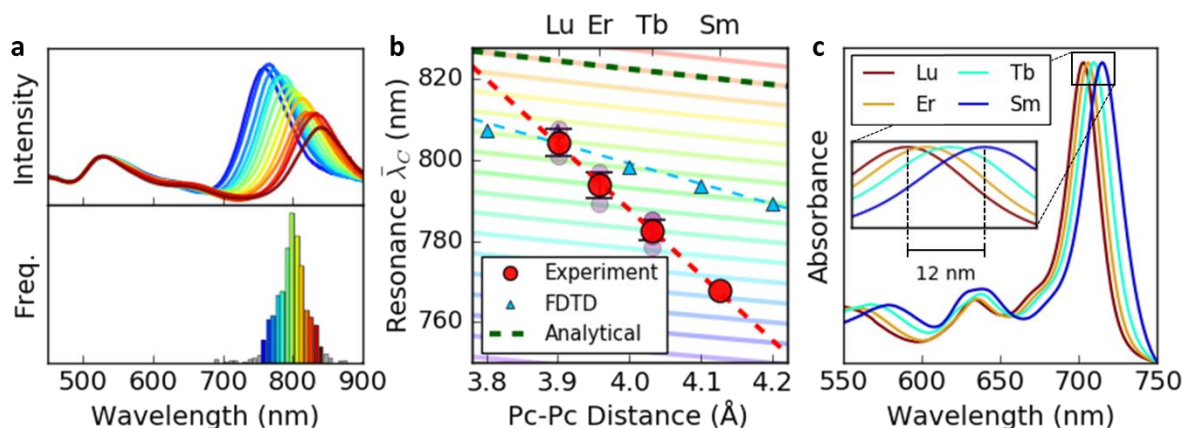 a
Intensity
Freq.
450 500 600 700 800 900
Wavelength (nm)
b
Lu Er Tb Sm
Resonance λ̄_C (nm)
820
800
780
760
Experiment
FDTD
Analytical
3.8 3.9 4.0 4.1 4.2
Pc-Pc Distance (Å)
c
Absorbance
Lu Tb
Er Sm
12 nm
550 600 650 700 750
Wavelength (nm)